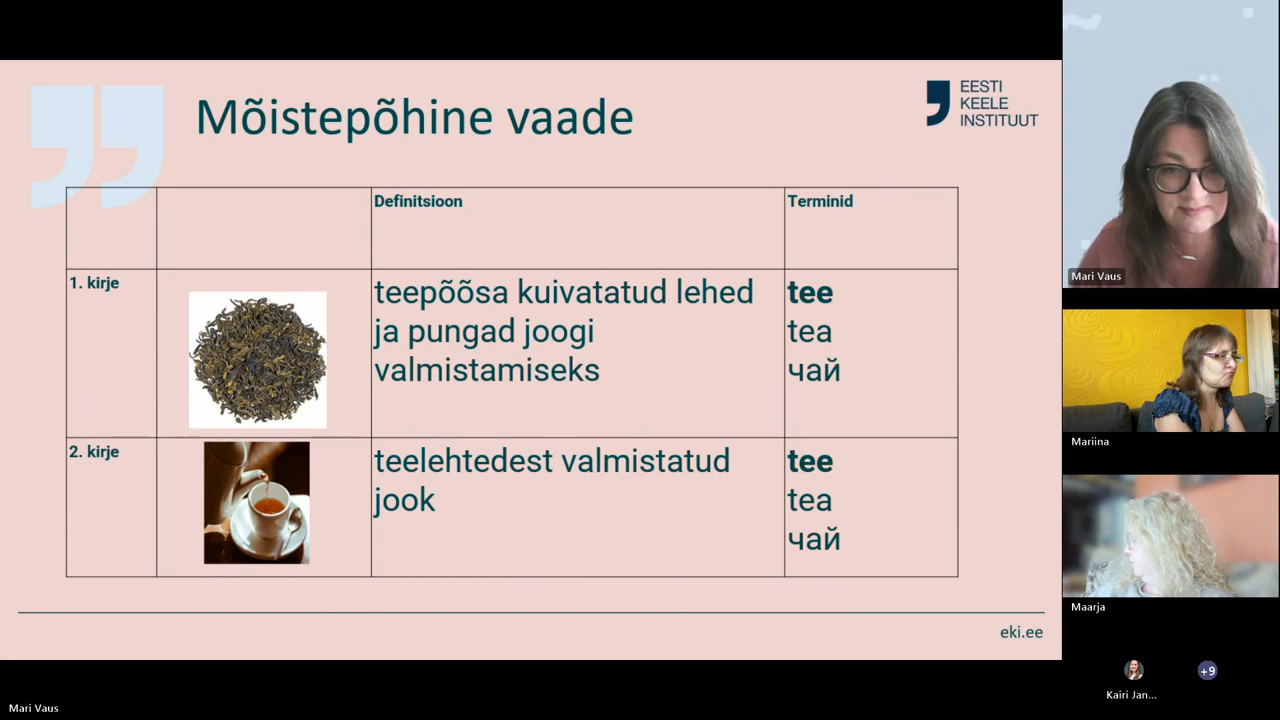 Mõistepõhine vaade
EESTI
KEELE
INSTITUUT
Definitsioon
Terminid
1. kirje
teepõõsa kuivatatud lehed
ja pungad joogi
valmistamiseks
tee
tea
чай
2. kirje
teelehtedest valmistatud
jook
tee
tea
чай
eki.ee
Mari Vaus
Mari Vaus
Mariina
Maarja
Kairi Jan...
+9